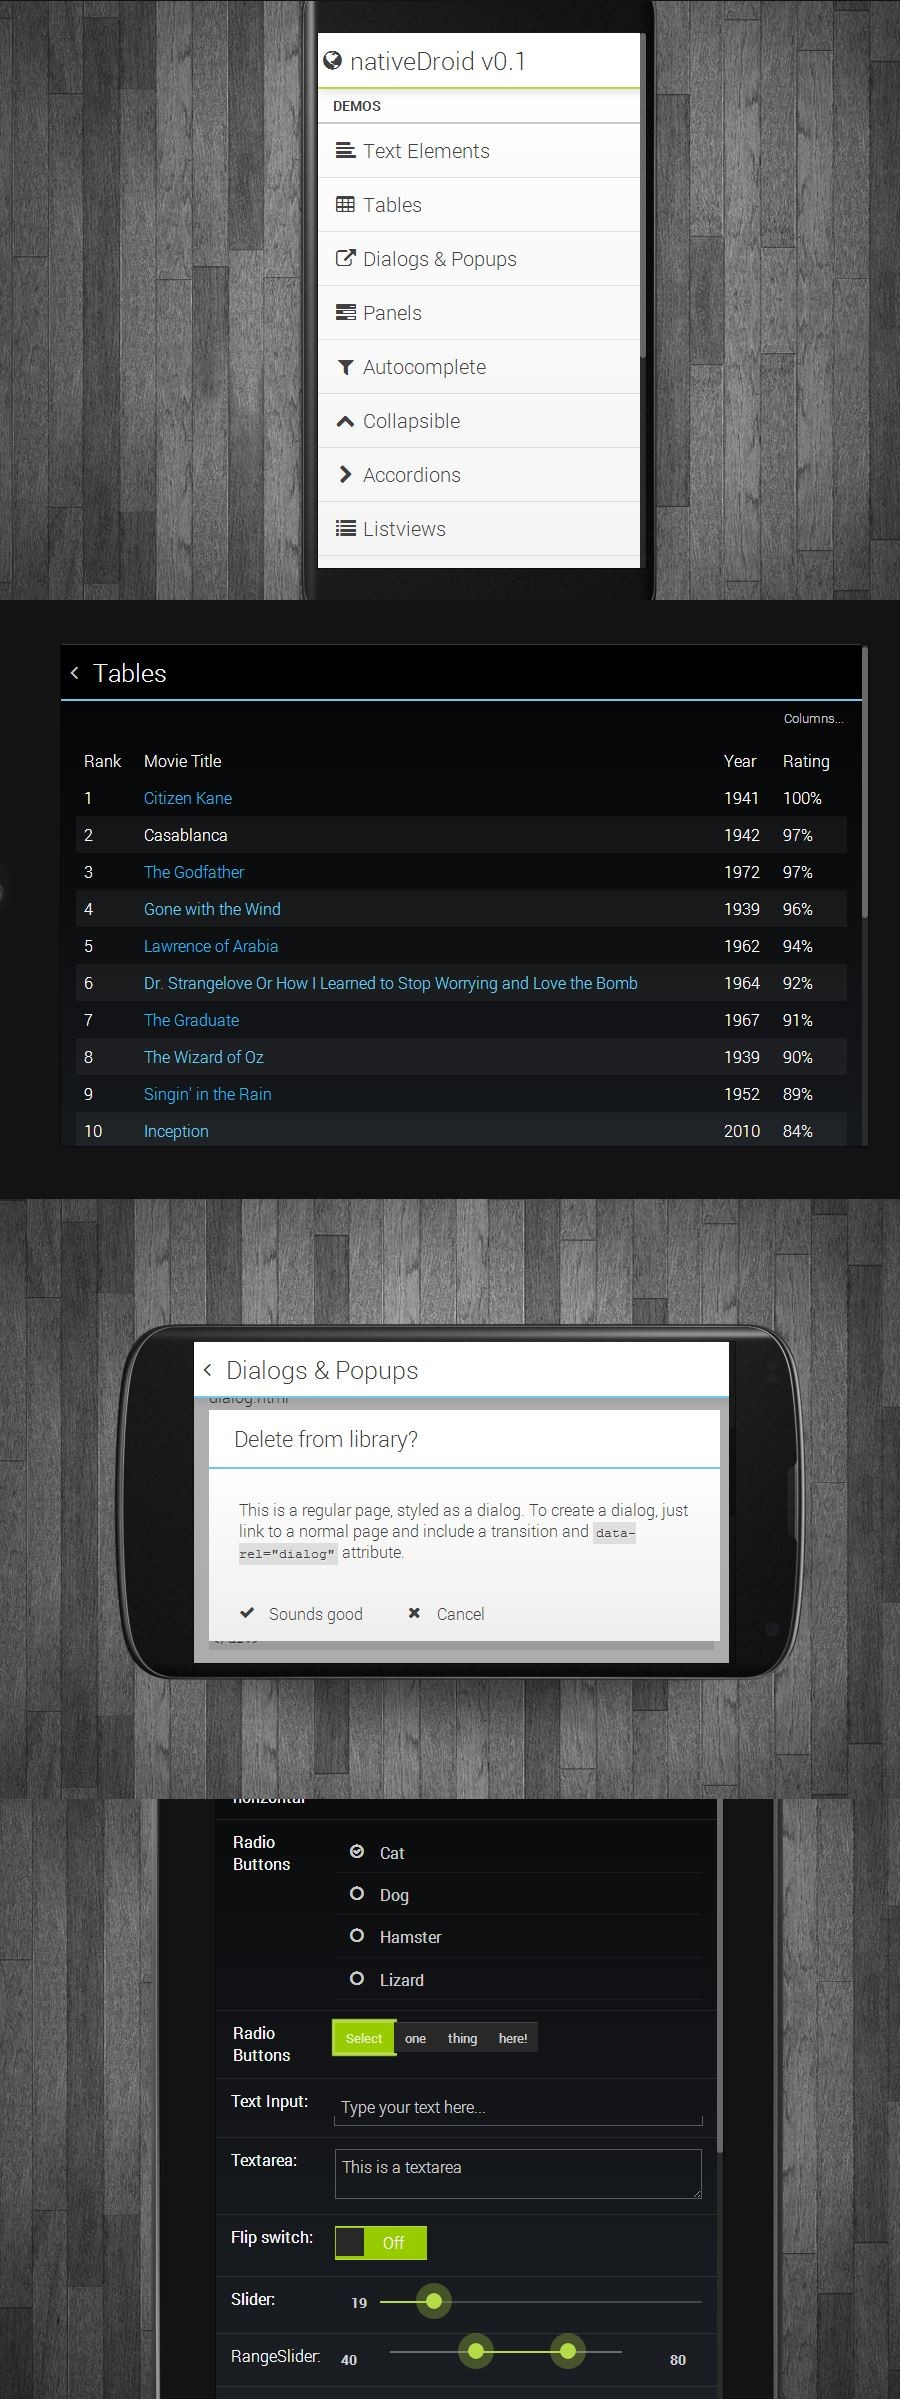 nativeDroid v0.1
DEMOS
Text Elements
Tables
Dialogs & Popups
Panels
Autocomplete
Collapsible
Accordions
Listviews
Tables
Columns...
Rank Movie Title Year Rating
1 Citizen Kane 1941 100%
2 Casablanca 1942 97%
3 The Godfather 1972 97%
4 Gone with the Wind 1939 96%
5 Lawrence of Arabia 1962 94%
6 Dr. Strangelove Or How I Learned to Stop Worrying and Love the Bomb 1964 92%
7 The Graduate 1967 91%
8 The Wizard of Oz 1939 90%
9 Singin' in the Rain 1952 89%
10 Inception 2010 84%
Dialogs & Popups
dialog.html
Delete from library?
This is a regular page, styled as a dialog. To create a dialog, just
link to a normal page and include a transition and data-
rel="dialog" attribute.
Sounds good Cancel
</div>
horizontal
Radio
Buttons
Cat
Dog
Hamster
Lizard
Radio
Buttons
Select one thing here!
Text Input: Type your text here...
Textarea: This is a textarea
Flip switch: Off
Slider: 19
RangeSlider: 40 80